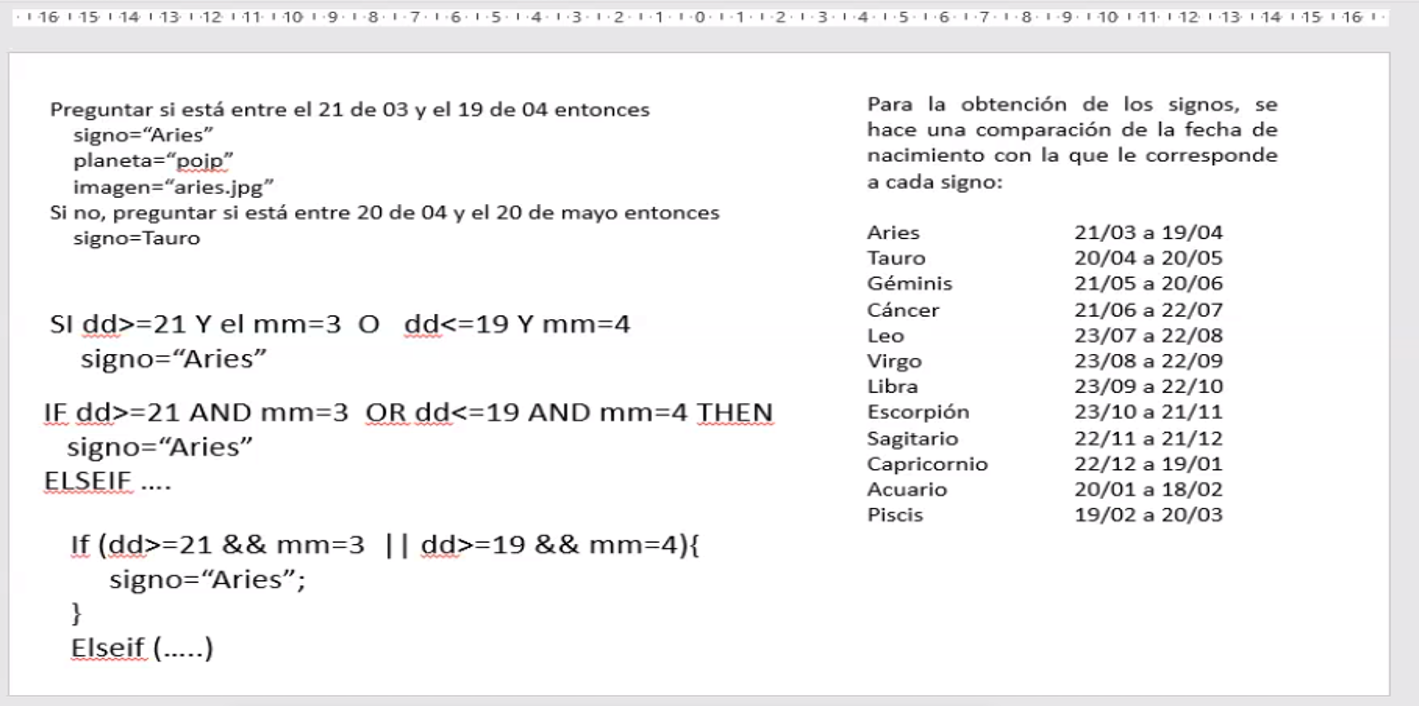 16 15 14 13 12 11 10 9 8 7 6 5 4 3 2 1 0 1 2 3 4 5 6 7 8 9 10 11 12 13 14 15 16
Preguntar si está entre el 21 de 03 y el 19 de 04 entonces
signo=“Aries”
planeta=“pojp”
imagen=“aries.jpg”
Si no, preguntar si está entre 20 de 04 y el 20 de mayo entonces
signo=Tauro
SI dd>=21 Y el mm=3 O dd<=19 Y mm=4
signo=“Aries”
IF dd>=21 AND mm=3 OR dd<=19 AND mm=4 THEN
signo=“Aries”
ELSEIF ....
If (dd>=21 && mm=3 || dd>=19 && mm=4){
signo=“Aries”;
}
Elseif (.....)
Para la obtención de los signos, se
hace una comparación de la fecha de
nacimiento con la que le corresponde
a cada signo:
Aries 21/03 a 19/04
Tauro 20/04 a 20/05
Géminis 21/05 a 20/06
Cáncer 21/06 a 22/07
Leo 23/07 a 22/08
Virgo 23/08 a 22/09
Libra 23/09 a 22/10
Escorpión 23/10 a 21/11
Sagitario 22/11 a 21/12
Capricornio 22/12 a 19/01
Acuario 20/01 a 18/02
Piscis 19/02 a 20/03